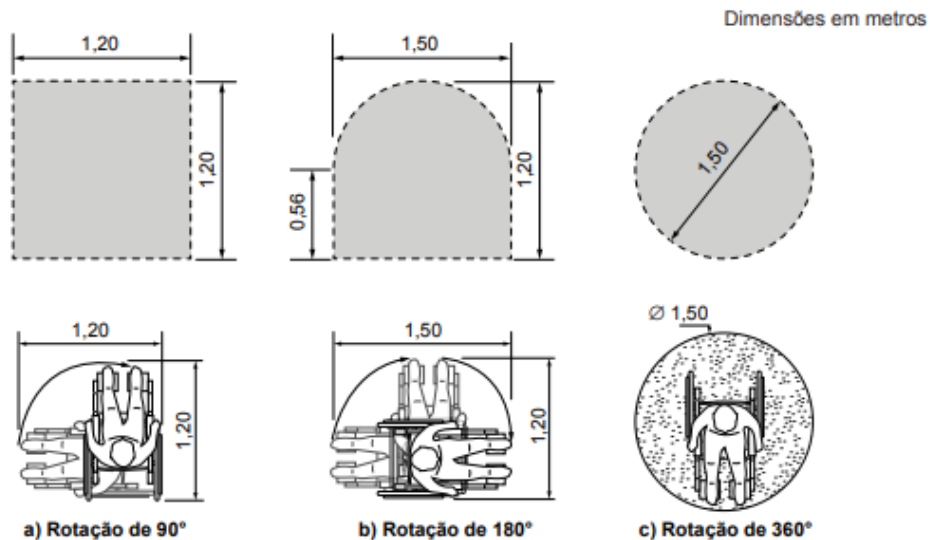 Dimensões em metros
1,20
1,50
1,20
0,56
1,20
1,50
1,20
1,50
Ø 1,50
1,20
1,20
a) Rotação de 90°
b) Rotação de 180°
c) Rotação de 360°